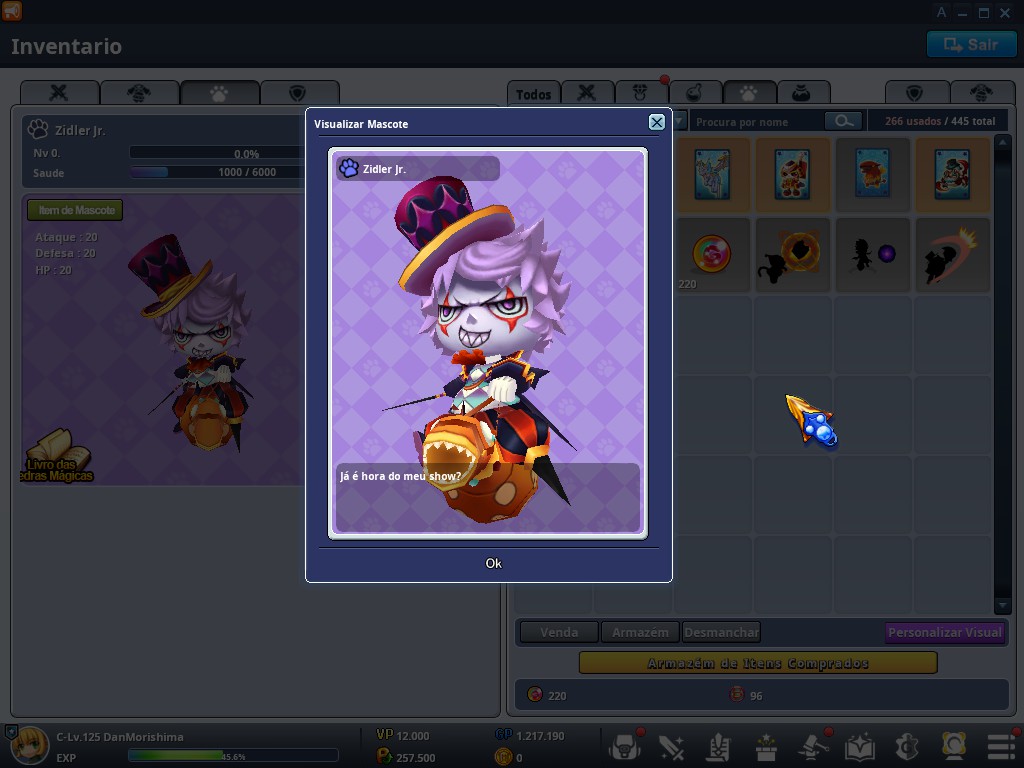 A
Inventario
Sair
Todos
Zidler Jr.
Nv 0.
0.0%
Saude
1000 / 6000
Item de Mascote
Ataque : 20
Defesa : 20
HP : 20
Livro das
edras Mágicas
Visualizar Mascote
Zidler Jr.
Já é hora do meu show?
Ok
Procura por nome
266 usados / 445 total
220
Venda
Armazém
Desmanchar
Personalizar Visual
Armazém de Itens Comprados
220
96
C-Lv.125 DanMorishima
EXP
45.6%
VP 12.000
257.500
GP 1.217.190
0